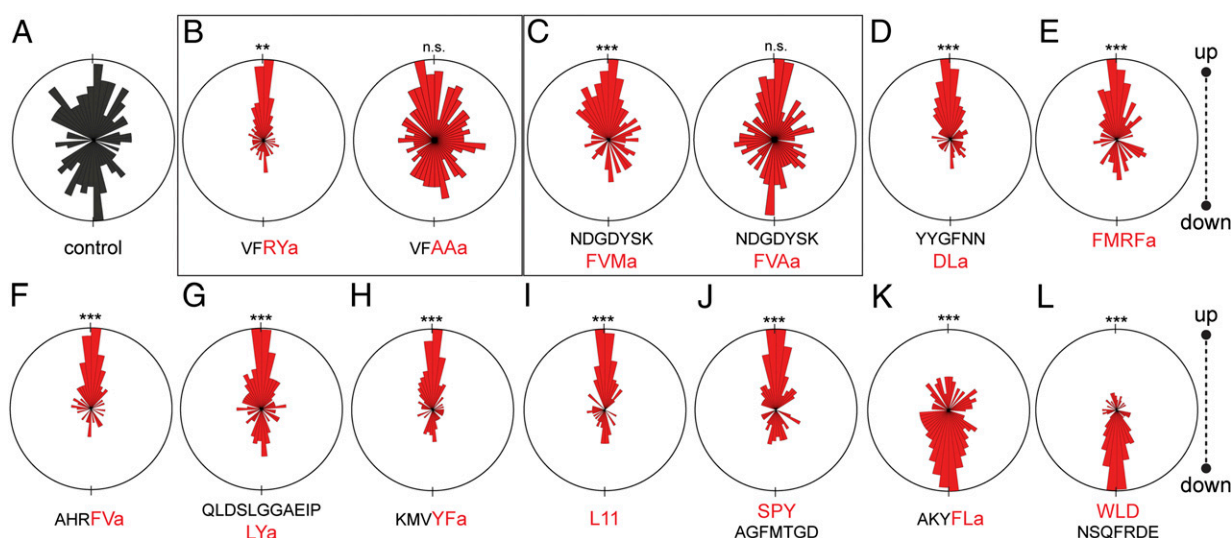 A
B
C
D
E
**
n.s.
***
n.s.
***
***
up
down
control
VFRYa
VFAAa
NDGDYSK
FVMa
NDGDYSK
FVAa
YYGFNN
DLa
FMRFa
F
G
H
I
J
K
L
***
***
***
***
***
***
***
up
down
AHRFVa
QLDSLGGAEIP
LYa
KMVYFa
L11
SPY
AGFMTGD
AKYFLa
WLD
NSQFRDE